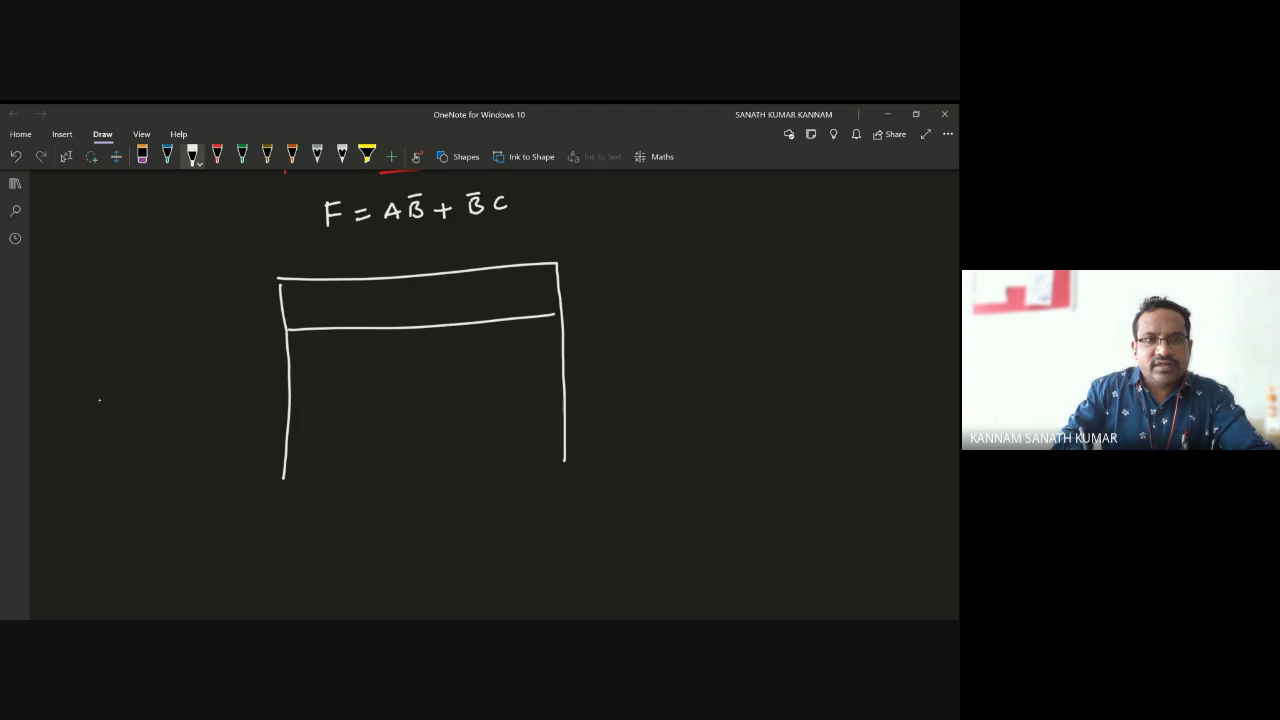 OneNote for Windows 10
SANATH KUMAR KANNAM
Home Insert Draw View Help
Share
Shapes Ink to Shape Ink to Text Maths
F = AB̅ + B̅C
KANNAM SANATH KUMAR